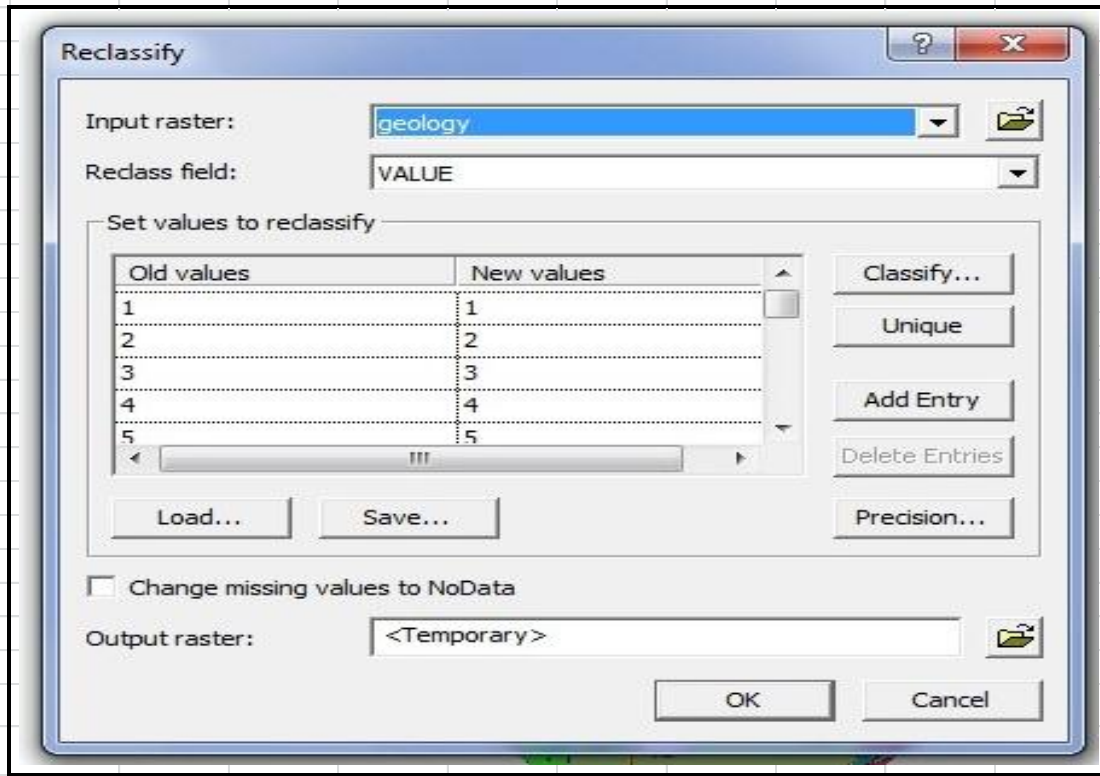 Reclassify
Input raster: geology
Reclass field: VALUE
Set values to reclassify
Old values New values Classify...
1 1
2 2 Unique
3 3
4 4 Add Entry
5 5
Delete Entries
Load... Save... Precision...
Change missing values to NoData
Output raster: <Temporary>
OK Cancel